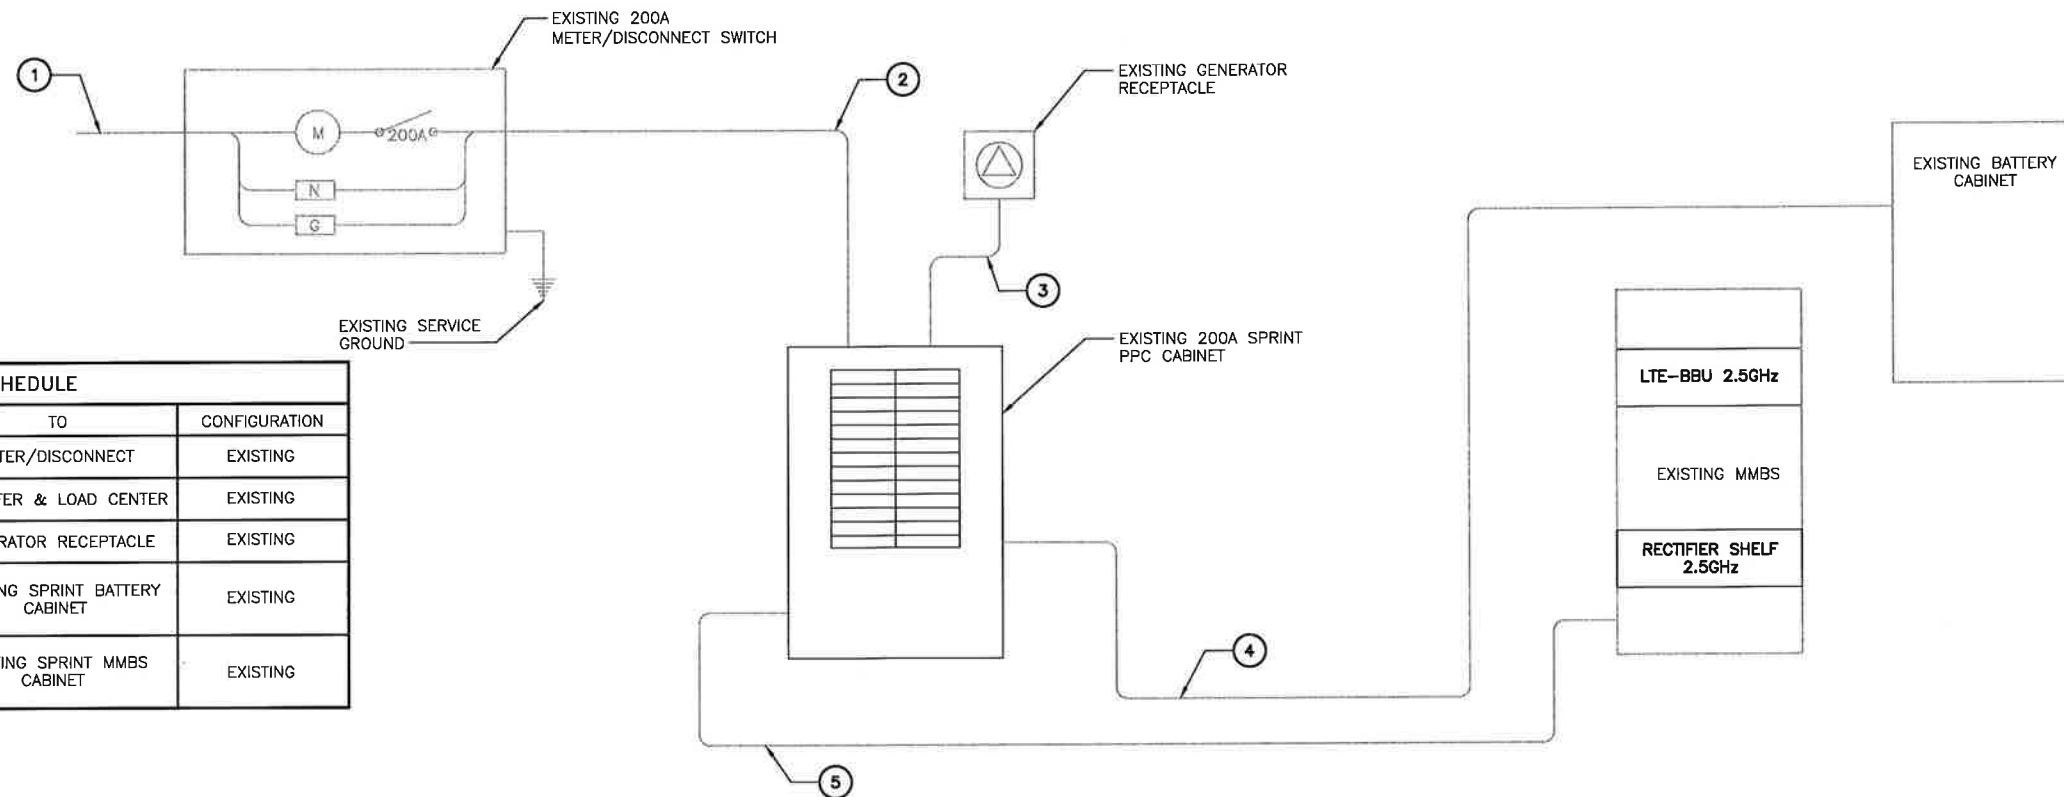 EXISTING 200A
METER/DISCONNECT SWITCH
1
2
EXISTING GENERATOR
RECEPTACLE
M
200A
N
G
EXISTING BATTERY
CABINET
3
EXISTING SERVICE
GROUND
EXISTING 200A SPRINT
PPC CABINET
LTE-BBU 2.5GHz
EXISTING MMBS
RECTIFIER SHELF
2.5GHz
4
5
HEDULE
TO
CONFIGURATION
TER/DISCONNECT
EXISTING
FER & LOAD CENTER
EXISTING
RATOR RECEPTACLE
EXISTING
NG SPRINT BATTERY
CABINET
EXISTING
TING SPRINT MMBS
CABINET
EXISTING